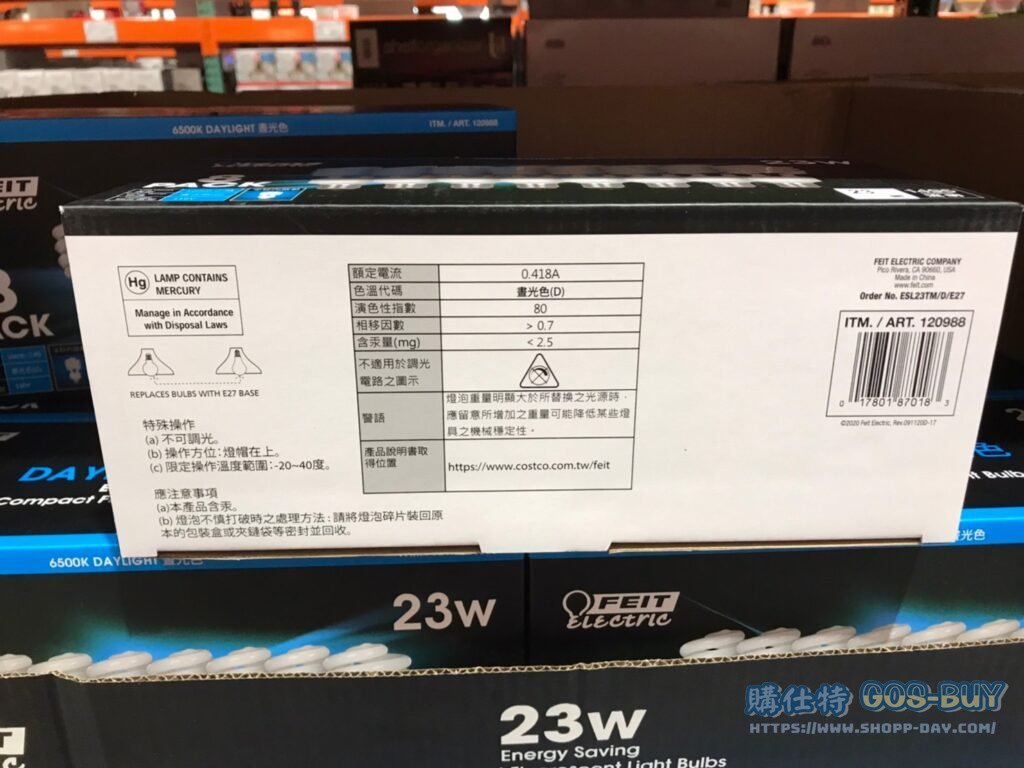 6500K DAYLIGHT 晝光色
ITM. / ART. 120988
23W
PACK
Hg LAMP CONTAINS
MERCURY
Manage in Accordance
with Disposal Laws
REPLACES BULBS WITH E27 BASE
特殊操作
(a) 不可調光。
(b) 操作方位:燈帽在上。
(c) 限定操作溫度範圍:-20~40度。
應注意事項
(a)本產品含汞。
(b) 燈泡不慎打破時之處理方法:請將燈泡碎片裝回原
本的包裝盒或夾鏈袋等密封並回收。
額定電流 0.418A
色溫代碼 晝光色(D)
演色性指數 80
相移因數 > 0.7
含汞量(mg) < 2.5
不適用於調光
電路之圖示
警語
燈泡重量明顯大於所替換之光源時,
應留意所增加之重量可能降低某些燈
具之機械穩定性。
產品說明書取
得位置
https://www.costco.com.tw/feit
FEIT ELECTRIC COMPANY
Pico Rivera, CA 90660, USA
Made in China
www.feit.com
Order No. ESL23TM/D/E27
ITM. / ART. 120988
0 17801 87018 3
©2020 Feit Electric, Rev.091120D-17
6500K DAYLIGHT 晝光色
23W
FEIT
Electric
23W
Energy Saving
Light Bulbs
購仕特 GOS-BUY
HTTPS://WWW.SHOPP-DAY.COM/